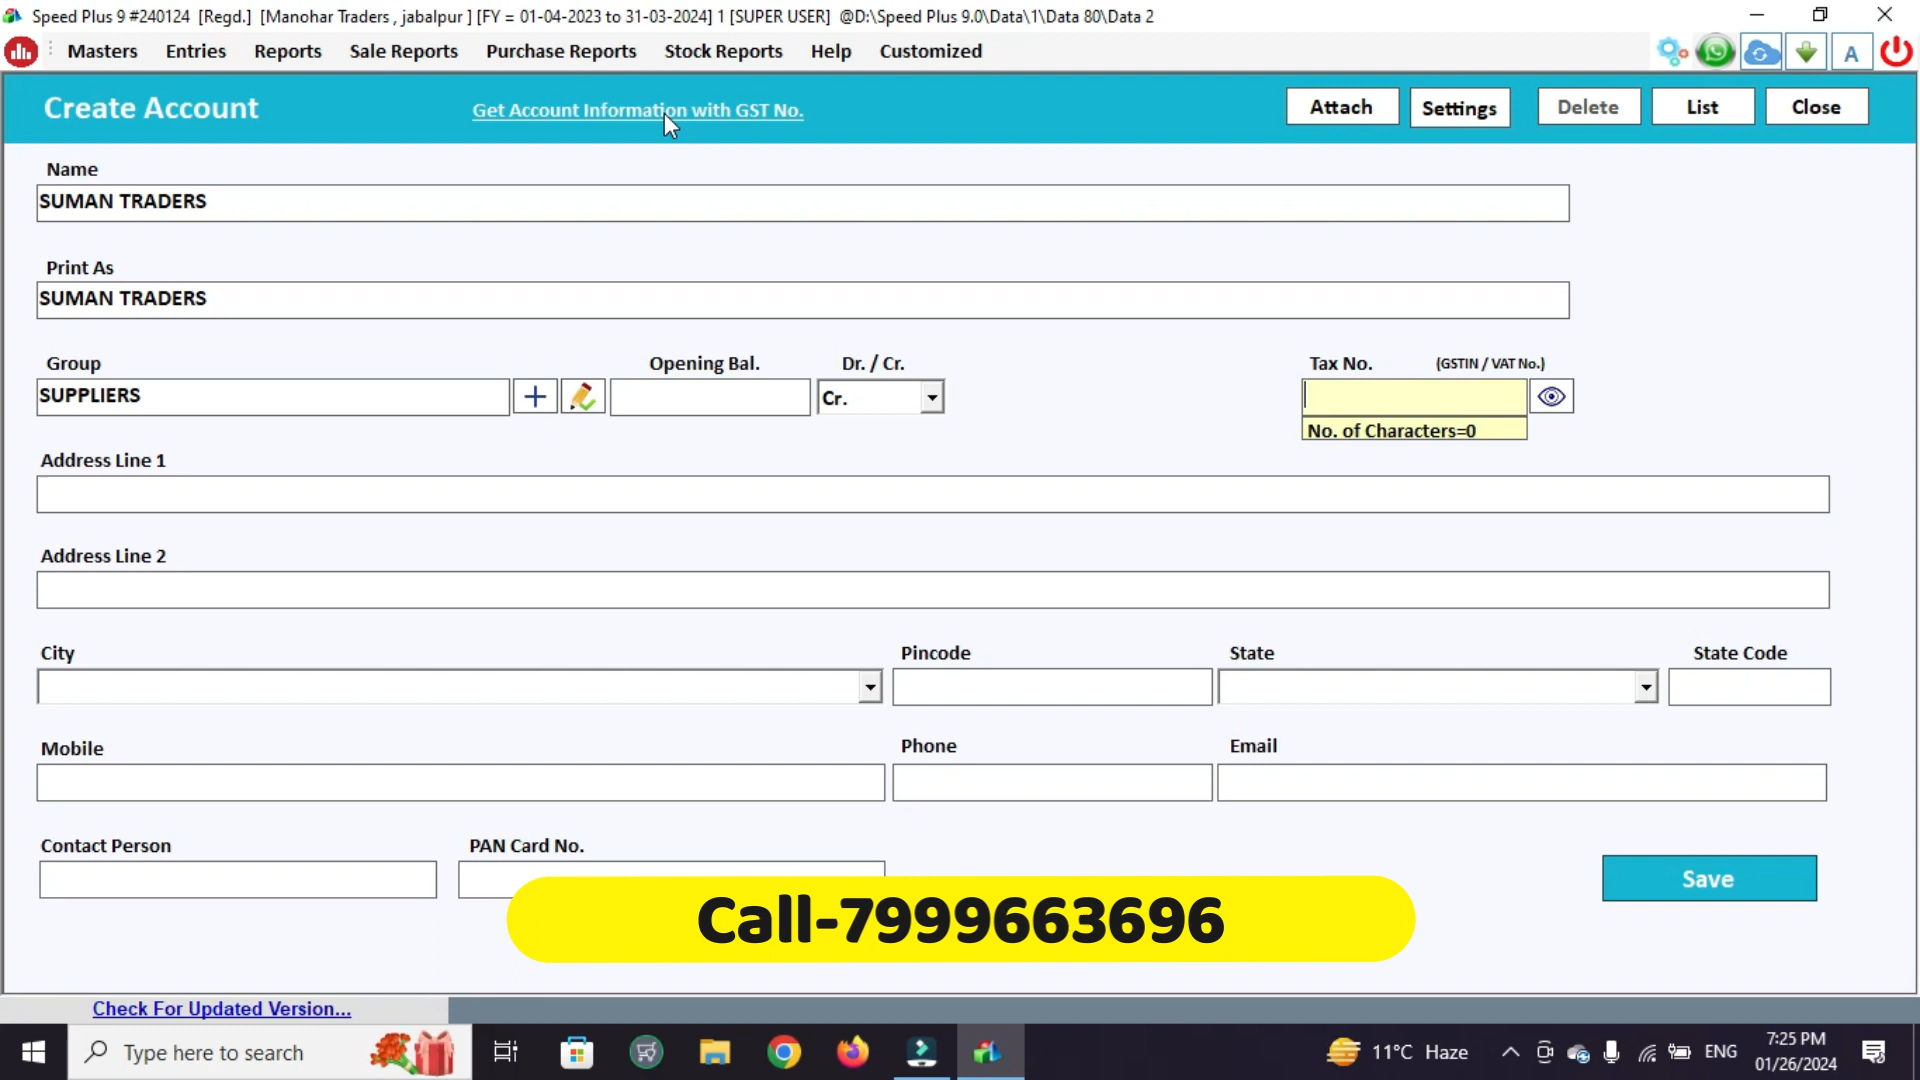 Speed Plus 9 #240124 [Regd.] [Manohar Traders , jabalpur ] [FY = 01-04-2023 to 31-03-2024] 1 [SUPER USER] @D:\Speed Plus 9.0\Data\1\Data 80\Data 2
Masters Entries Reports Sale Reports Purchase Reports Stock Reports Help Customized A
Create Account Get Account Information with GST No. Attach Settings Delete List Close
Name
SUMAN TRADERS
Print As
SUMAN TRADERS
Group Opening Bal. Dr. / Cr. Tax No. (GSTIN / VAT No.)
SUPPLIERS Cr.
No. of Characters=0
Address Line 1
Address Line 2
City Pincode State State Code
Mobile Phone Email
Contact Person PAN Card No.
Save
Call-7999663696
Check For Updated Version...
Type here to search 11°C Haze ENG 7:25 PM
01/26/2024